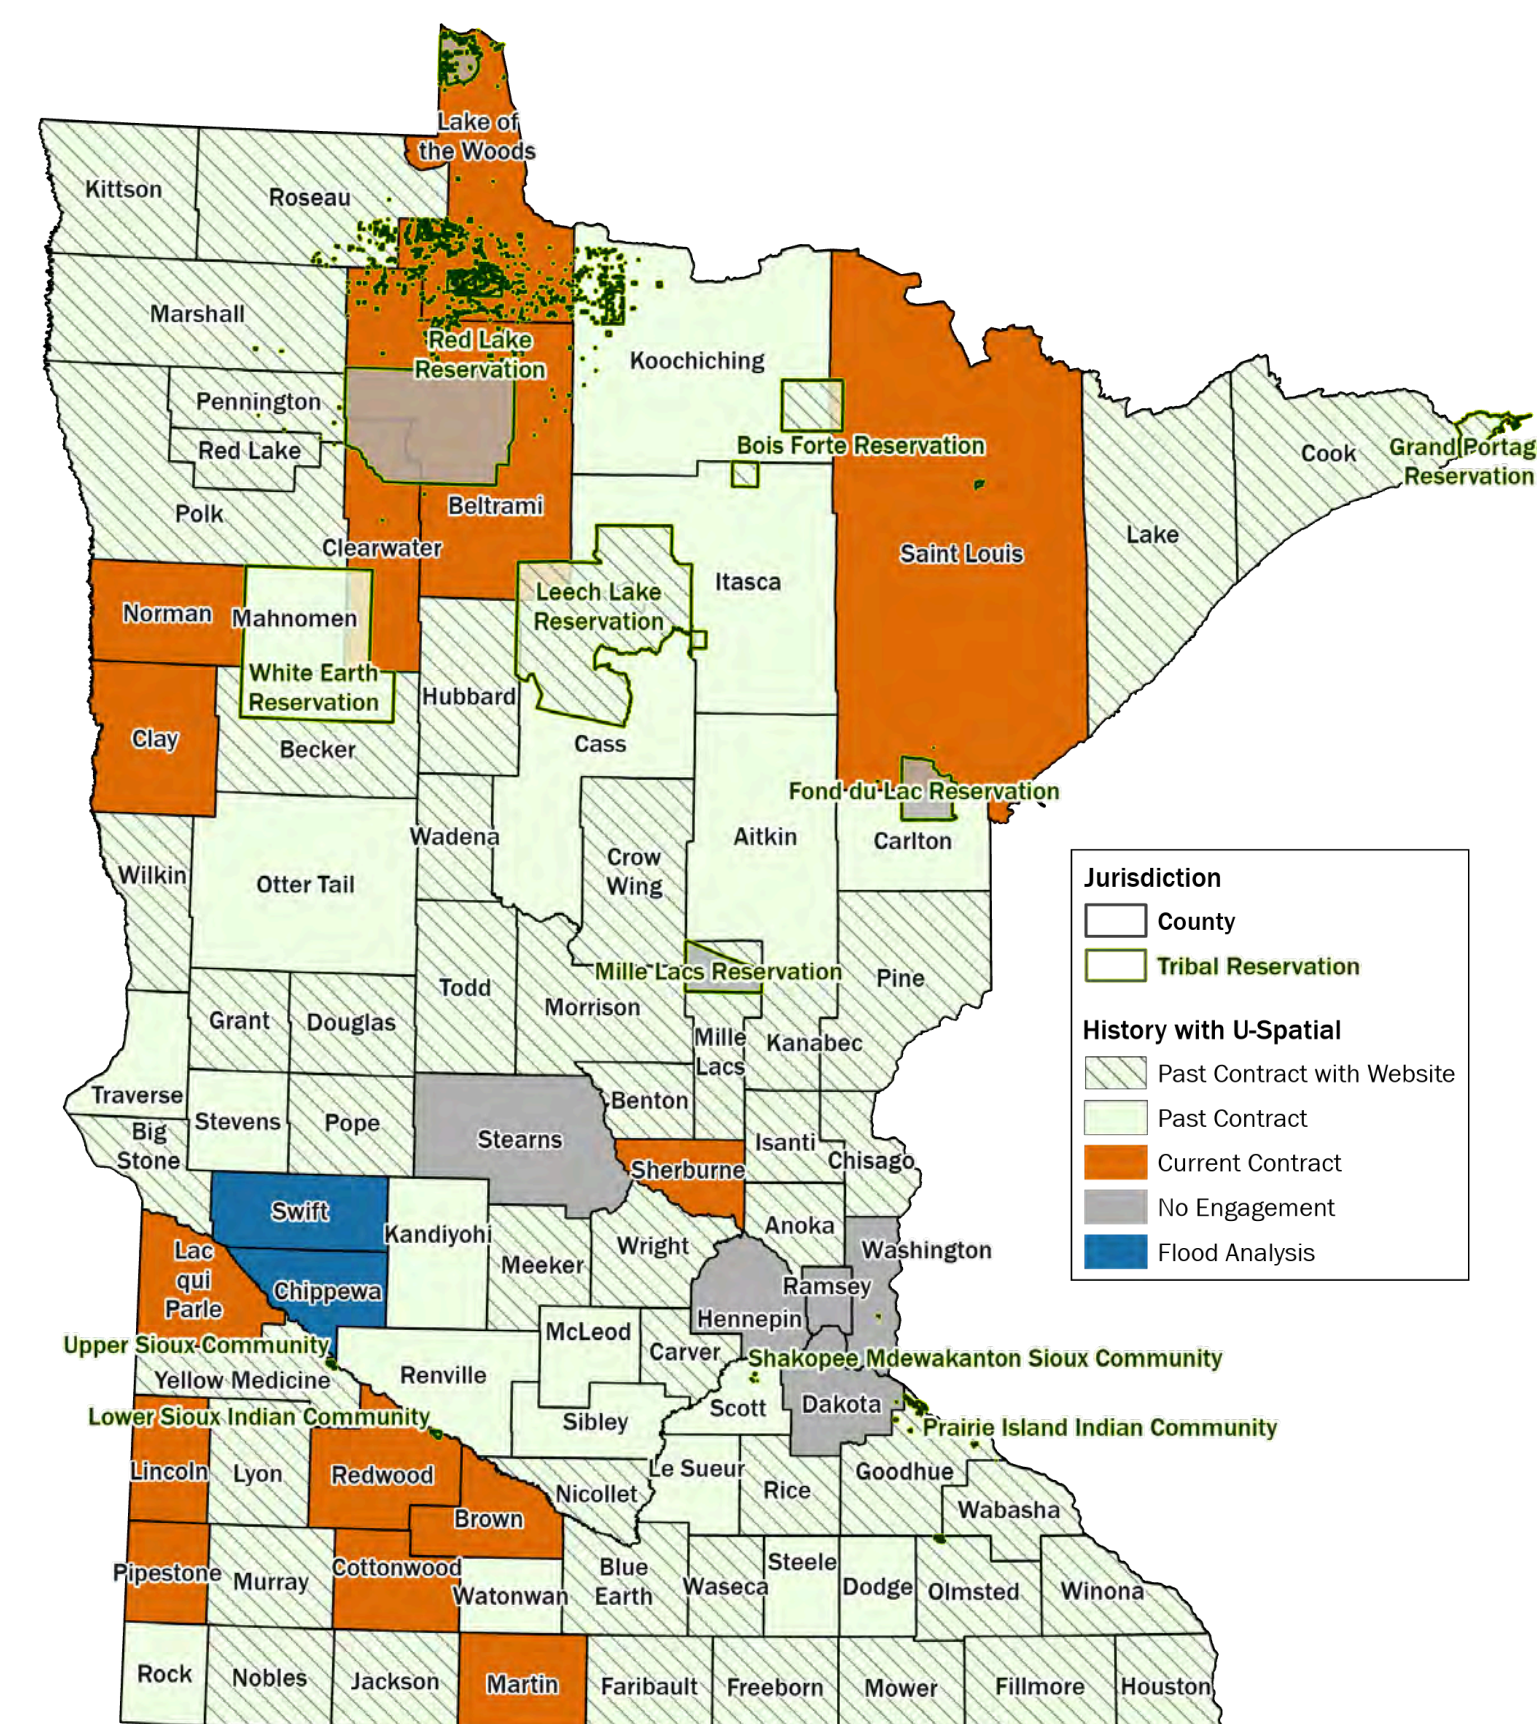 Lake of
the Woods
Kittson
Roseau
Marshall
Red Lake
Reservation
Koochiching
Pennington
Bois Forte Reservation
Red Lake
Cook
Grand Portag
Reservation
Polk
Beltrami
Clearwater
Saint Louis
Lake
Leech Lake
Reservation
Itasca
Norman
Mahnomen
White Earth
Reservation
Hubbard
Clay
Becker
Cass
Fond du Lac Reservation
Wadena
Aitkin
Carlton
Wilkin
Otter Tail
Crow
Wing
Mille Lacs Reservation
Pine
Todd
Morrison
Grant
Douglas
Mille
Lacs
Kanabec
Traverse
Stevens
Pope
Benton
Big
Stone
Stearns
Isanti
Chisago
Sherburne
Swift
Kandiyohi
Anoka
Washington
Lac
qui
Parle
Meeker
Wright
Chippewa
Ramsey
Hennepin
McLeod
Upper Sioux Community
Carver
Shakopee Mdewakanton Sioux Community
Yellow Medicine
Renville
Scott
Dakota
Lower Sioux Indian Community
Sibley
Prairie Island Indian Community
Lincoln
Lyon
Redwood
Le Sueur
Rice
Goodhue
Nicollet
Wabasha
Brown
Pipestone
Murray
Cottonwood
Watonwan
Blue
Earth
Waseca
Steele
Dodge
Olmsted
Winona
Rock
Nobles
Jackson
Martin
Faribault
Freeborn
Mower
Fillmore
Houston
Jurisdiction
County
Tribal Reservation
History with U-Spatial
Past Contract with Website
Past Contract
Current Contract
No Engagement
Flood Analysis